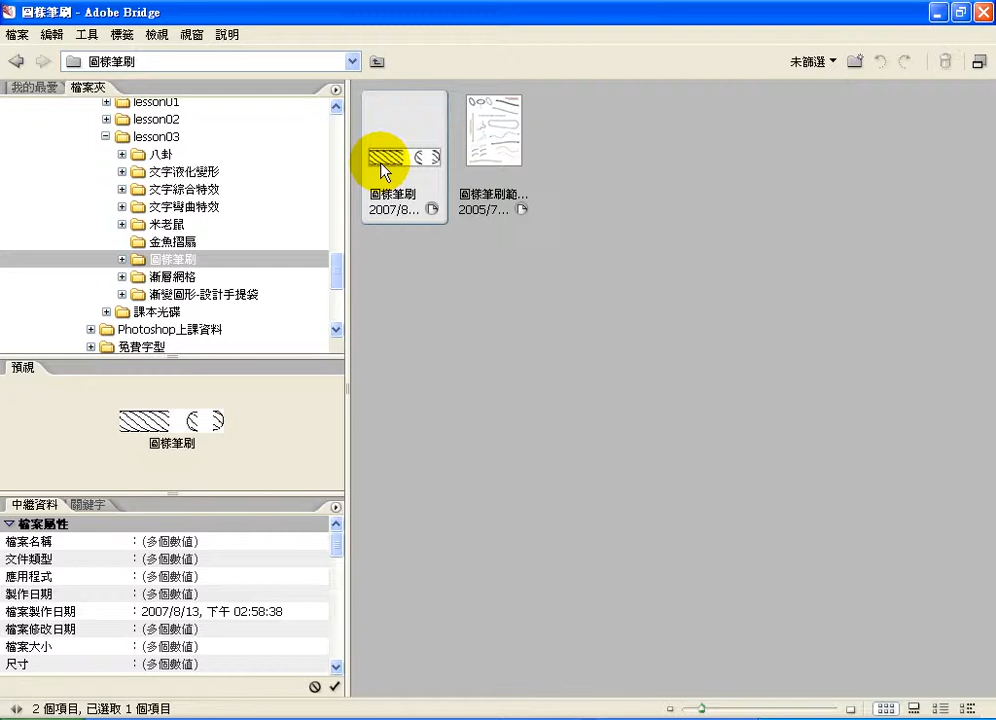 圖樣筆刷 - Adobe Bridge
檔案 編輯 工具 標籤 檢視 視窗 說明
圖樣筆刷
未篩選
我的最愛 檔案夾
lesson01
lesson02
lesson03
八卦
文字液化變形
文字綜合特效
文字彎曲特效
米老鼠
金魚摺扇
圖樣筆刷
漸層網格
漸變圖形-設計手提袋
課本光碟
Photoshop上課資料
免費字型
圖樣筆刷
2007/8...
圖樣筆刷範...
2005/7...
預視
圖樣筆刷
中繼資料 關鍵字
檔案屬性
檔案名稱 : (多個數值)
文件類型 : (多個數值)
應用程式 : (多個數值)
製作日期 : (多個數值)
檔案製作日期 : 2007/8/13, 下午 02:58:38
檔案修改日期 : (多個數值)
檔案大小 : (多個數值)
尺寸 : (多個數值)
2 個項目, 已選取 1 個項目